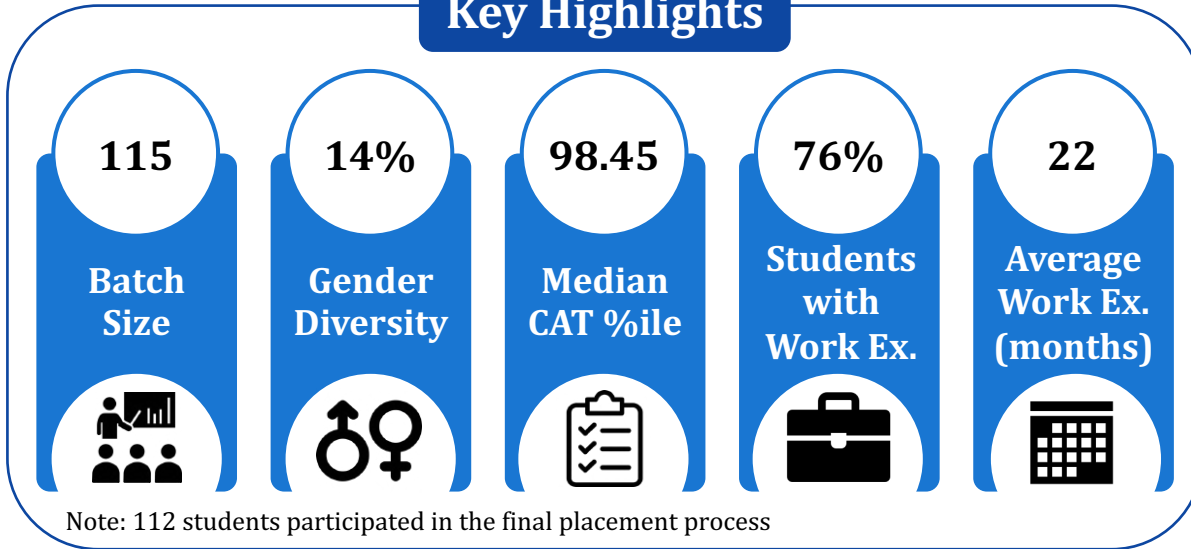 Key Highlights
115
14%
98.45
76%
22
Batch
Size
Gender
Diversity
Median
CAT %ile
Students
with
Work Ex.
Average
Work Ex.
(months)
Note: 112 students participated in the final placement process